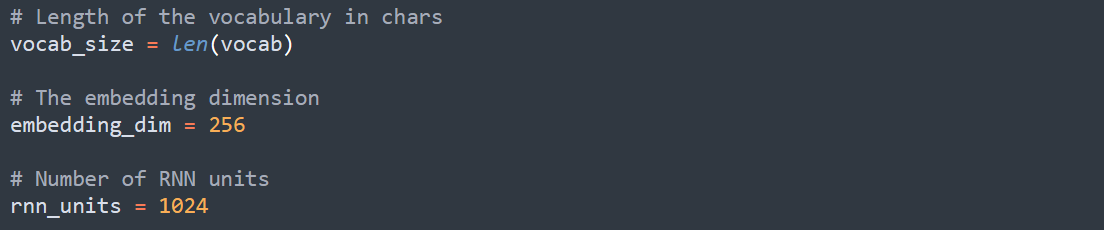 # Length of the vocabulary in chars
vocab_size = len(vocab)
# The embedding dimension
embedding_dim = 256
# Number of RNN units
rnn_units = 1024